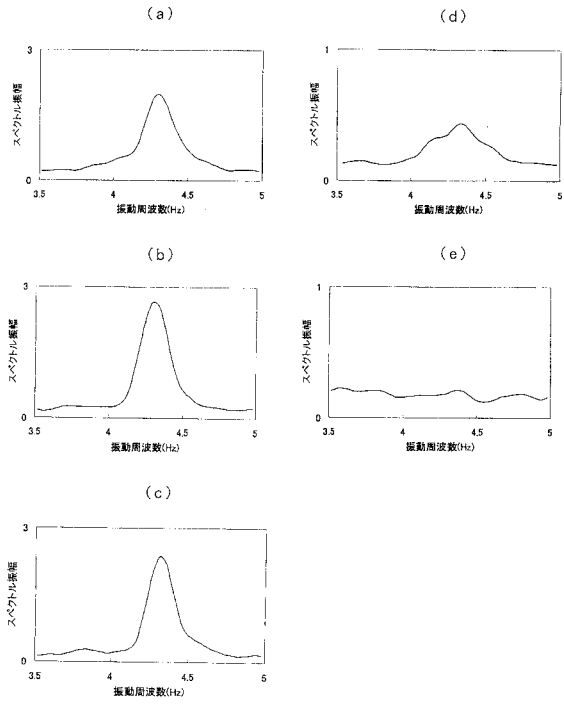 (a)
3
スペクトル振幅
0
3.5 4 4.5 5
振動周波数(Hz)
(b)
3
スペクトル振幅
0
3.5 4 4.5 5
振動周波数(Hz)
(c)
3
スペクトル振幅
0
3.5 4 4.5 5
振動周波数(Hz)
(d)
1
スペクトル振幅
0
3.5 4 4.5 5
振動周波数(Hz)
(e)
1
スペクトル振幅
0
3.5 4 4.5 5
振動周波数(Hz)